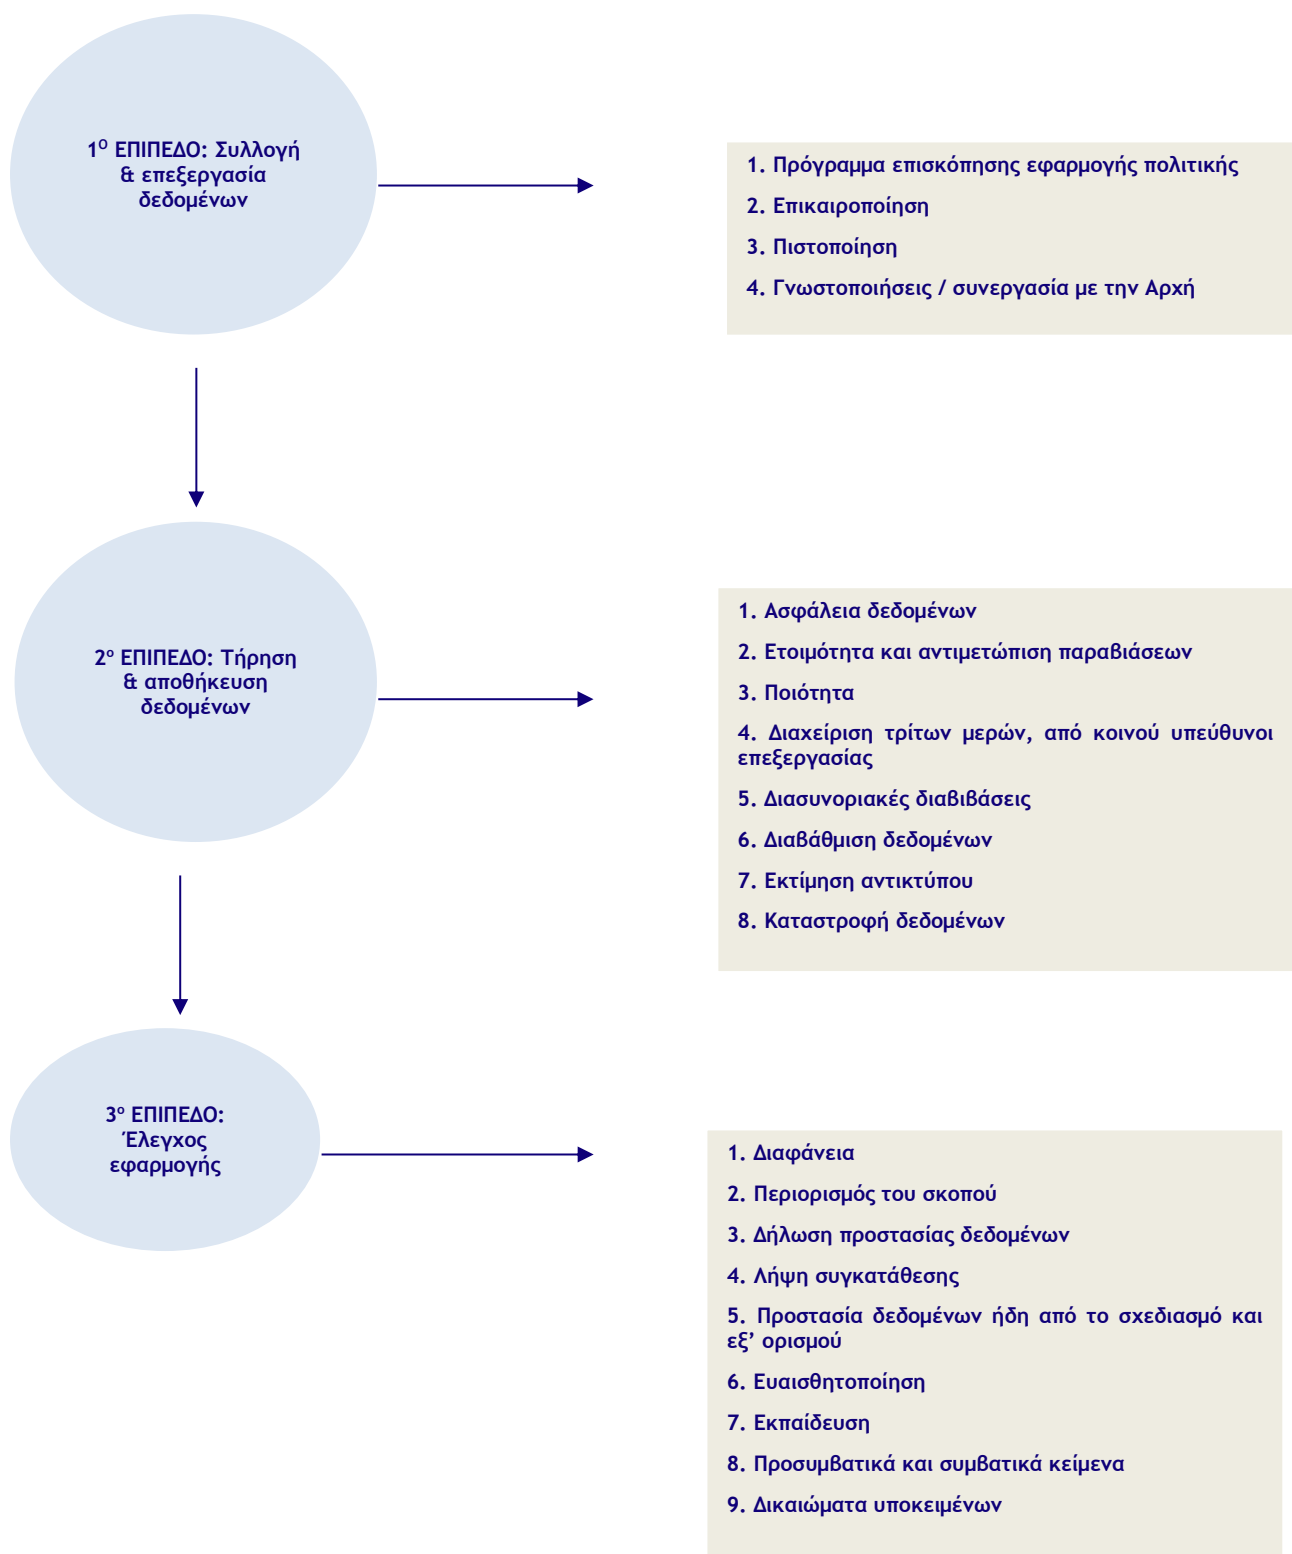 1Ο ΕΠΙΠΕΔΟ: Συλλογή
& επεξεργασία
δεδομένων
1. Πρόγραμμα επισκόπησης εφαρμογής πολιτικής
2. Επικαιροποίηση
3. Πιστοποίηση
4. Γνωστοποιήσεις / συνεργασία με την Αρχή
2ο ΕΠΙΠΕΔΟ: Τήρηση
& αποθήκευση
δεδομένων
1. Ασφάλεια δεδομένων
2. Ετοιμότητα και αντιμετώπιση παραβιάσεων
3. Ποιότητα
4. Διαχείριση τρίτων μερών, από κοινού υπεύθυνοι
επεξεργασίας
5. Διασυνοριακές διαβιβάσεις
6. Διαβάθμιση δεδομένων
7. Εκτίμηση αντικτύπου
8. Καταστροφή δεδομένων
3ο ΕΠΙΠΕΔΟ:
Έλεγχος
εφαρμογής
1. Διαφάνεια
2. Περιορισμός του σκοπού
3. Δήλωση προστασίας δεδομένων
4. Λήψη συγκατάθεσης
5. Προστασία δεδομένων ήδη από το σχεδιασμό και
εξ’ ορισμού
6. Ευαισθητοποίηση
7. Εκπαίδευση
8. Προσυμβατικά και συμβατικά κείμενα
9. Δικαιώματα υποκειμένων